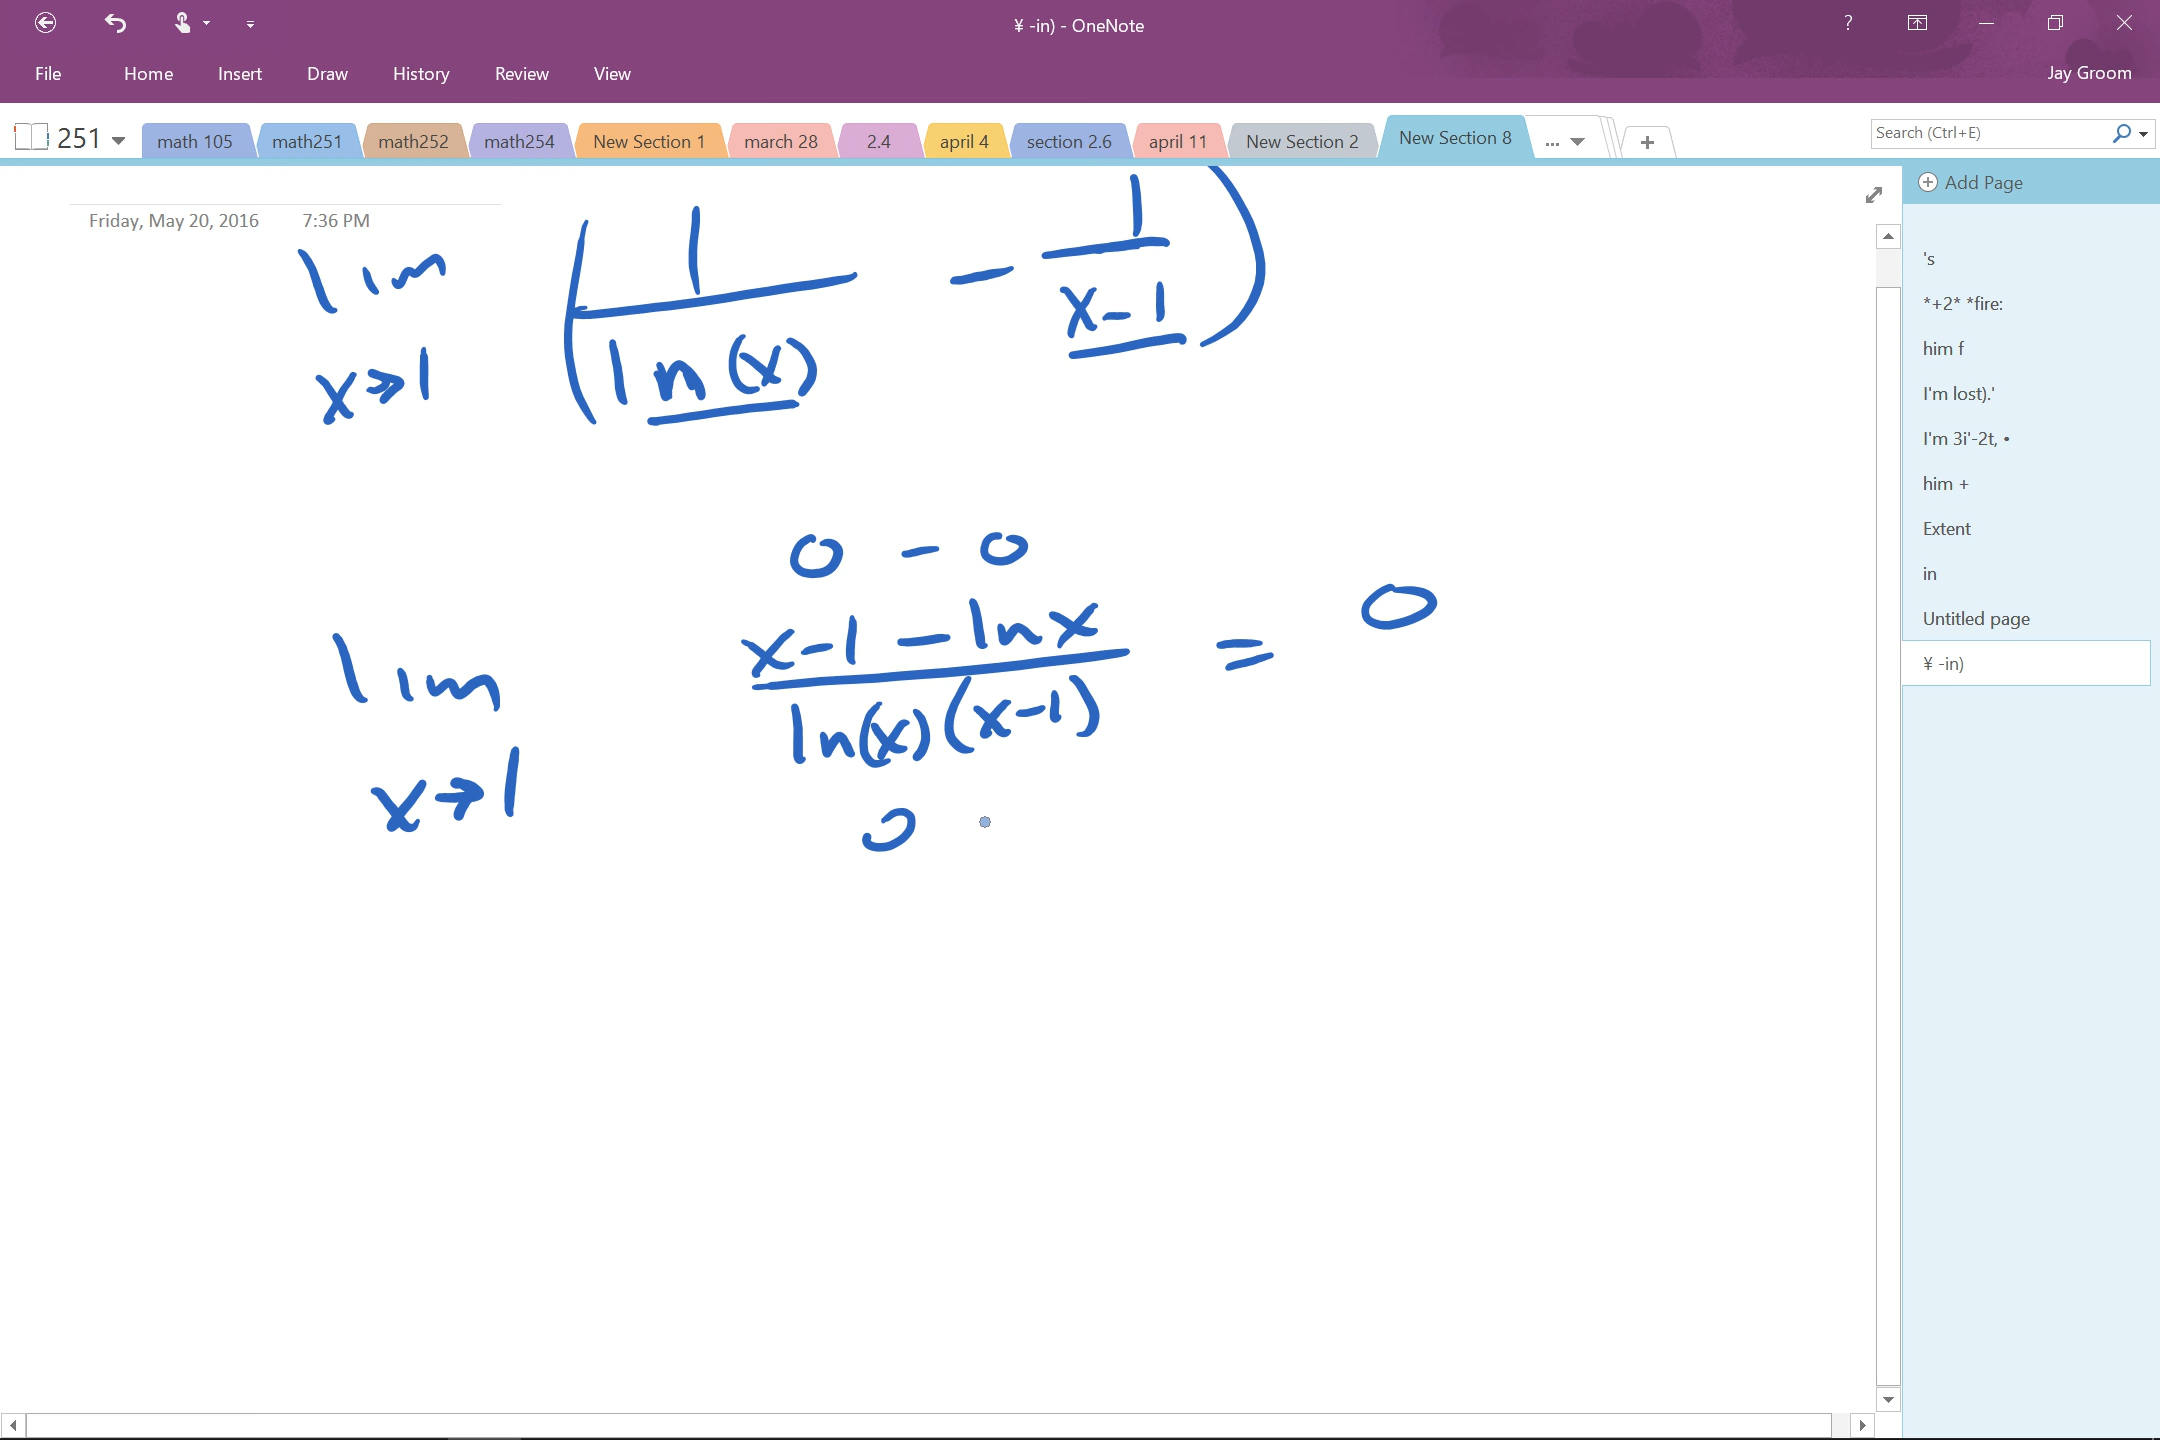 ¥ -in) - OneNote
?
File Home Insert Draw History Review View
Jay Groom
251 math 105 math251 math252 math254 New Section 1 march 28 2.4 april 4 section 2.6 april 11 New Section 2 New Section 8 ... +
Search (Ctrl+E)
Add Page
's
*+2* *fire:
him f
I'm lost).'
I'm 3i'-2t, •
him +
Extent
in
Untitled page
¥ -in)
Friday, May 20, 2016 7:36 PM
lim ( 1 / ln(x) − 1 / x−1 )
x→1
0 − 0
lim x−1 − ln x / ln(x)(x−1) = 0
x→1
0